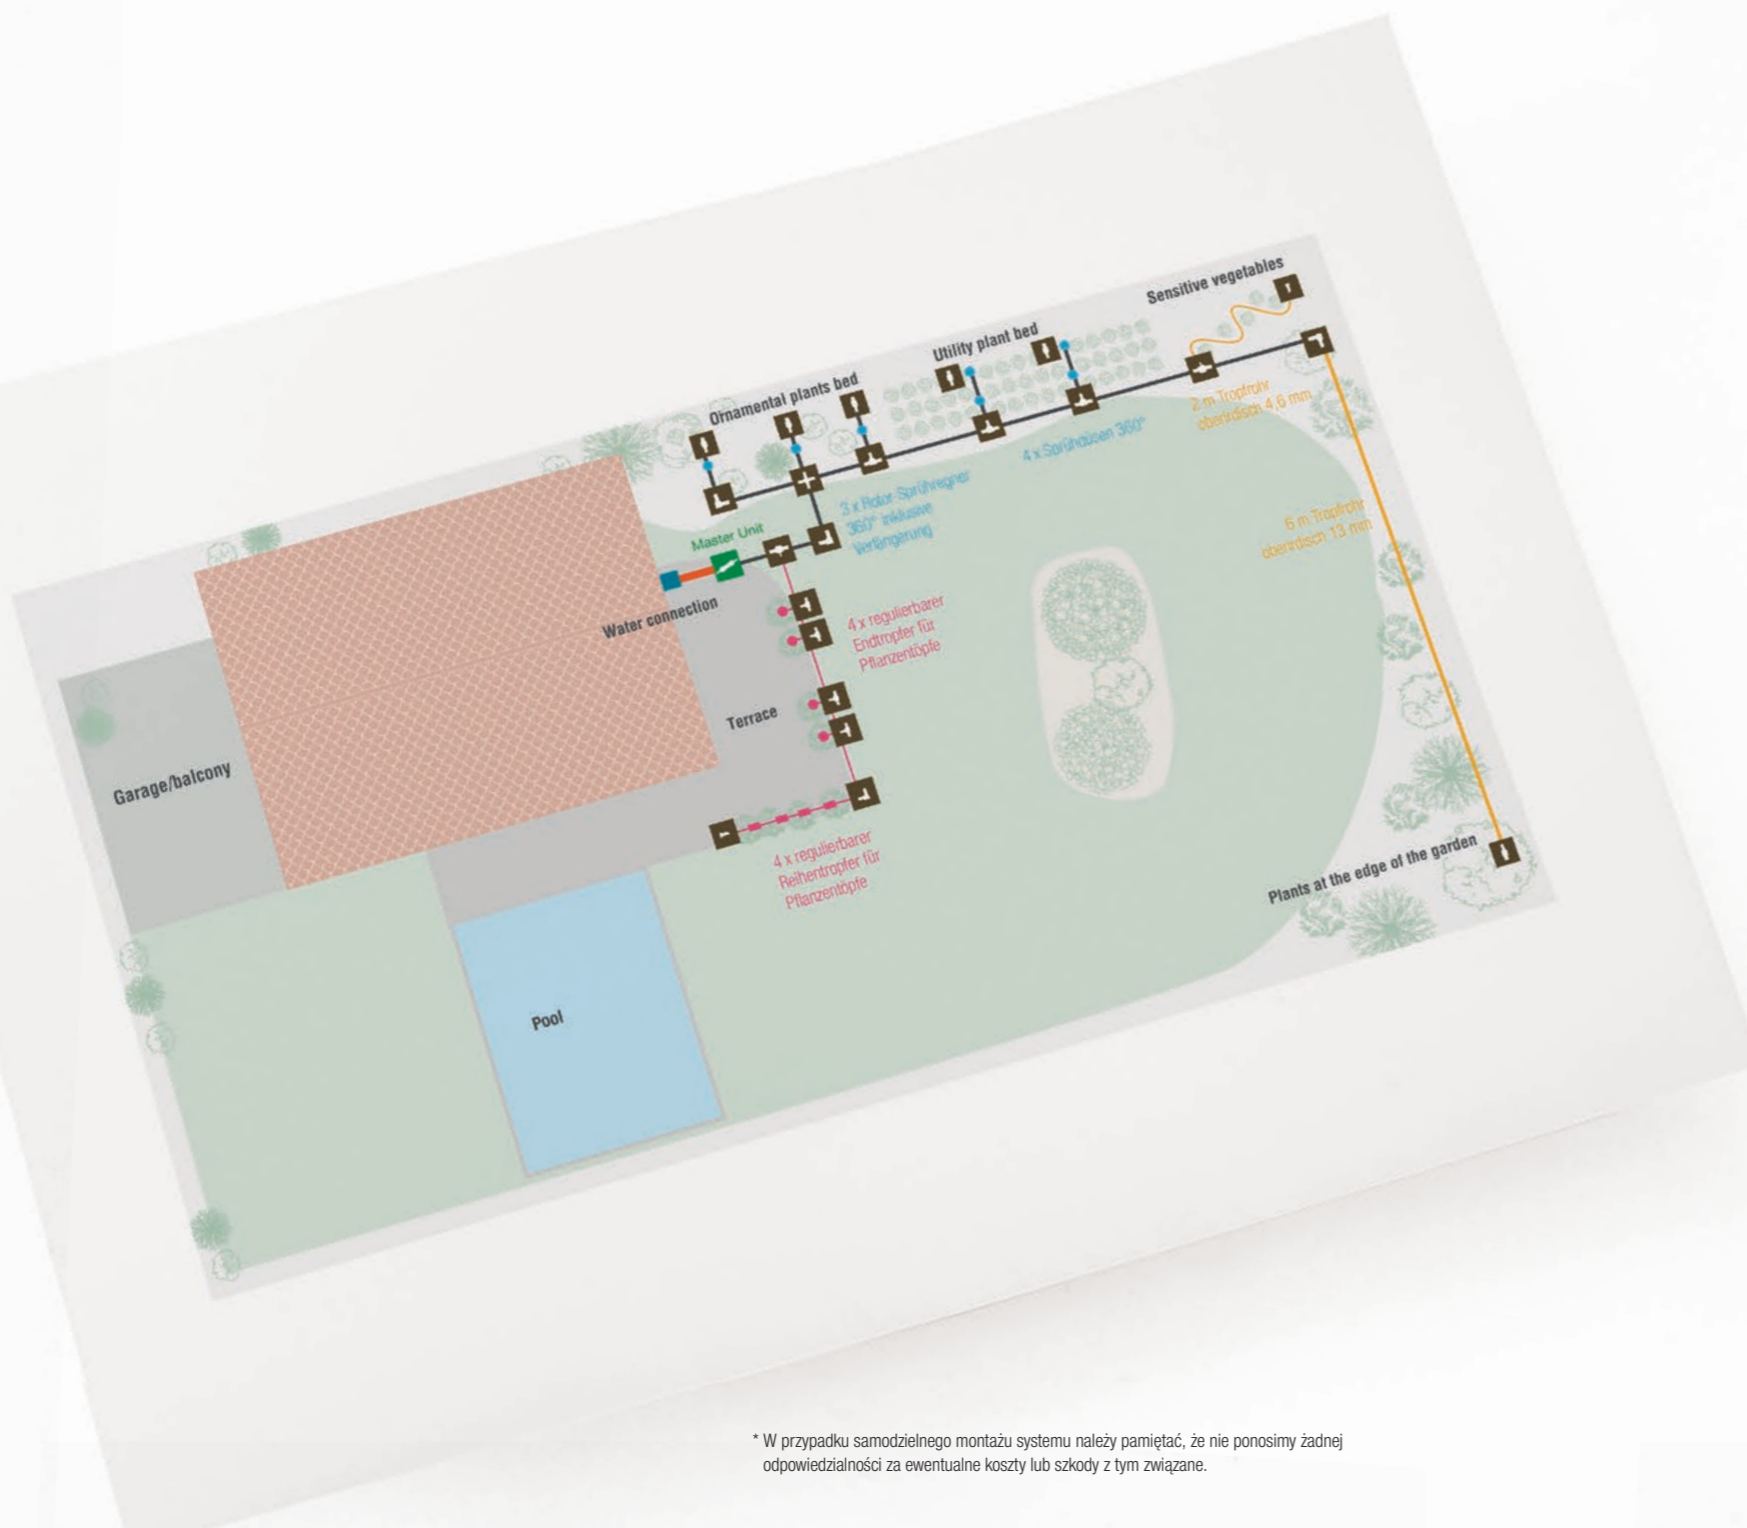 Sensitive vegetables
Utility plant bed
Ornamental plants bed
2 m Tropfrohr
oberirdisch 4,6 mm
4 x Sprühdüsen 360°
3 x Rotor-Sprühregner
360° inklusive
Verlängerung
6 m Tropfrohr
oberirdisch 13 mm
Master Unit
Water connection
4 x regulierbarer
Endtropfer für
Pflanzentöpfe
Terrace
Garage/balcony
4 x regulierbarer
Reihentropfer für
Pflanzentöpfe
Plants at the edge of the garden
Pool
* W przypadku samodzielnego montażu systemu należy pamiętać, że nie ponosimy żadnej
odpowiedzialności za ewentualne koszty lub szkody z tym związane.